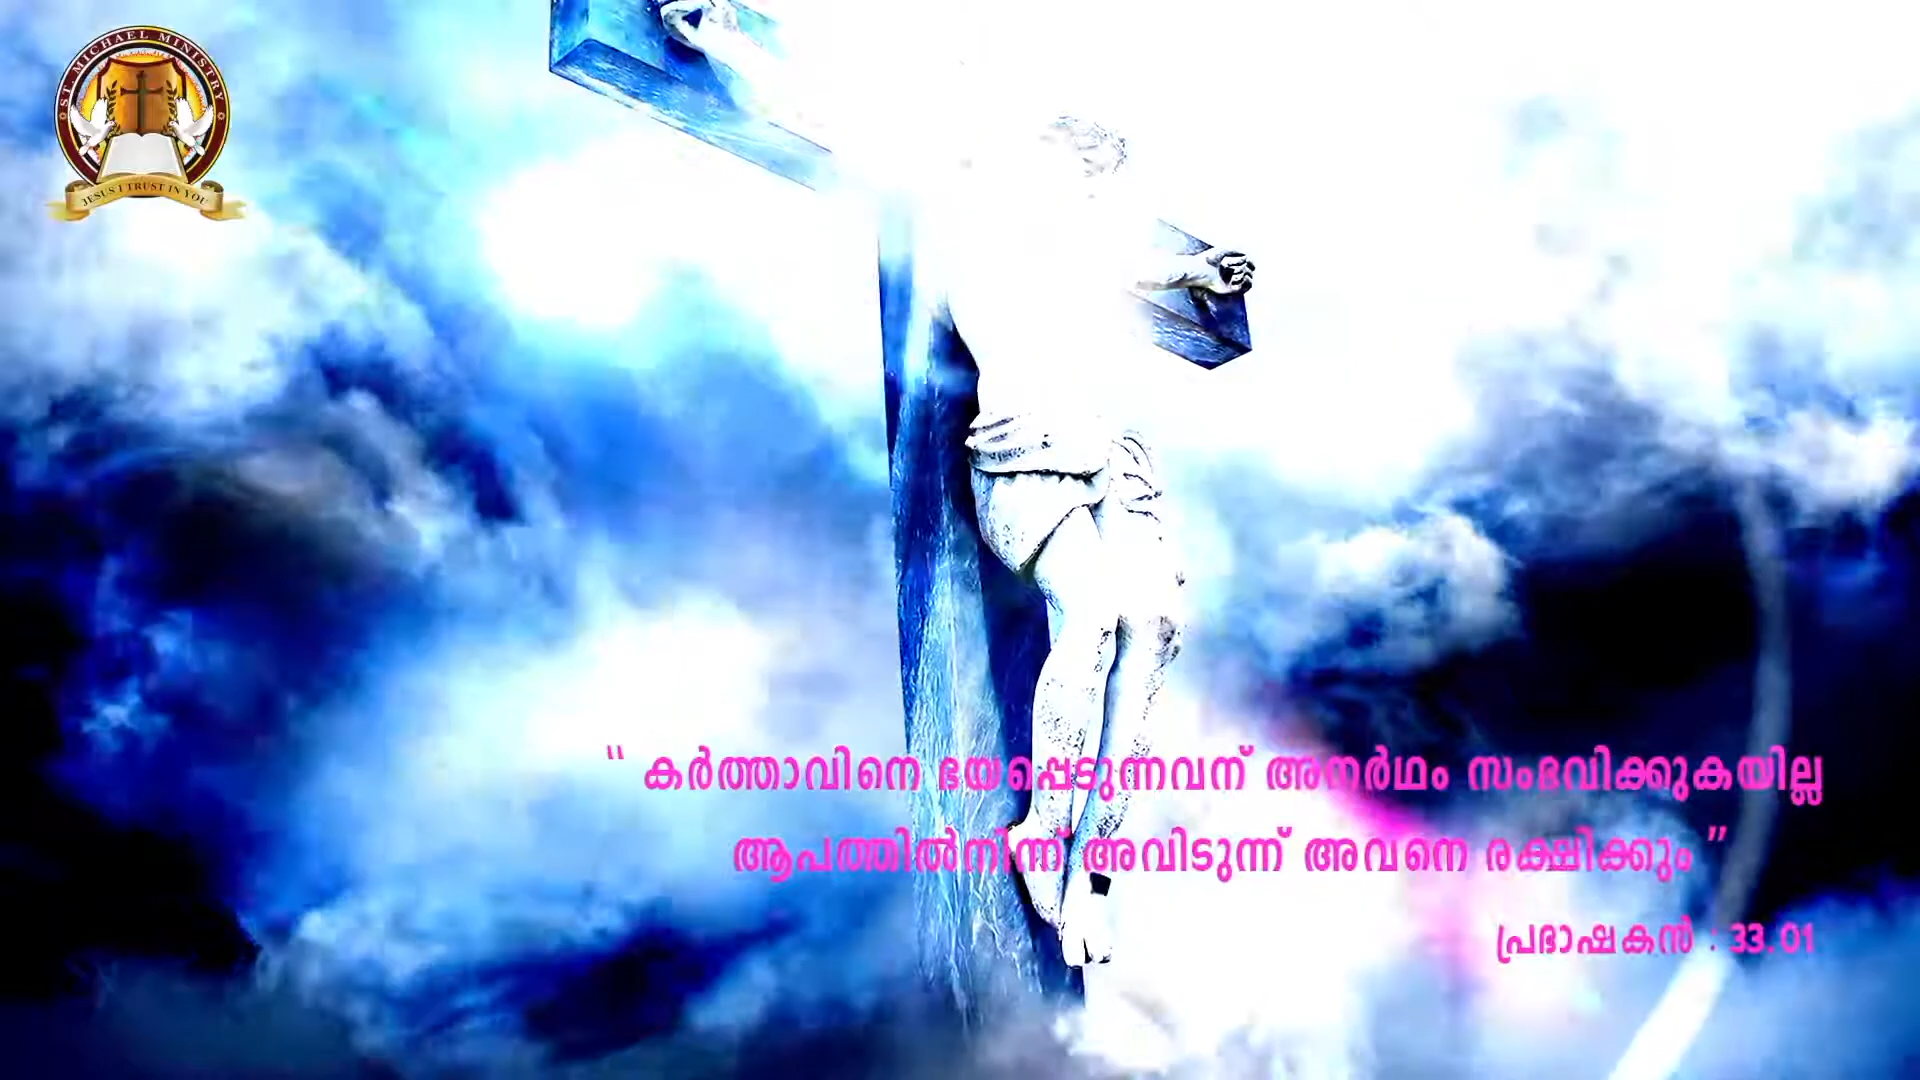 ST. MICHAEL MINISTRY
JESUS I TRUST IN YOU
“ കർത്താവിനെ ഭയപ്പെടുന്നവന് അനർഥം സംഭവിക്കുകയില്ല
ആപത്തിൽനിന്ന് അവിടുന്ന് അവനെ രക്ഷിക്കും ”
പ്രഭാഷകൻ : 33.01